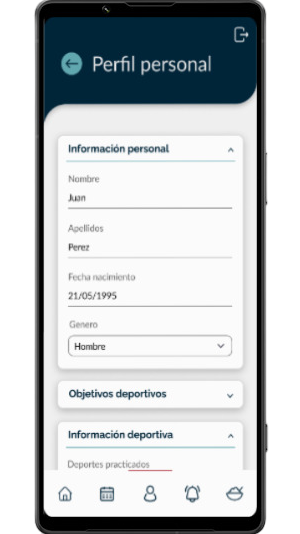 Perfil personal
Información personal
Nombre
Juan
Apellidos
Perez
Fecha nacimiento
21/05/1995
Genero
Hombre
Objetivos deportivos
Información deportiva
Deportes practicados